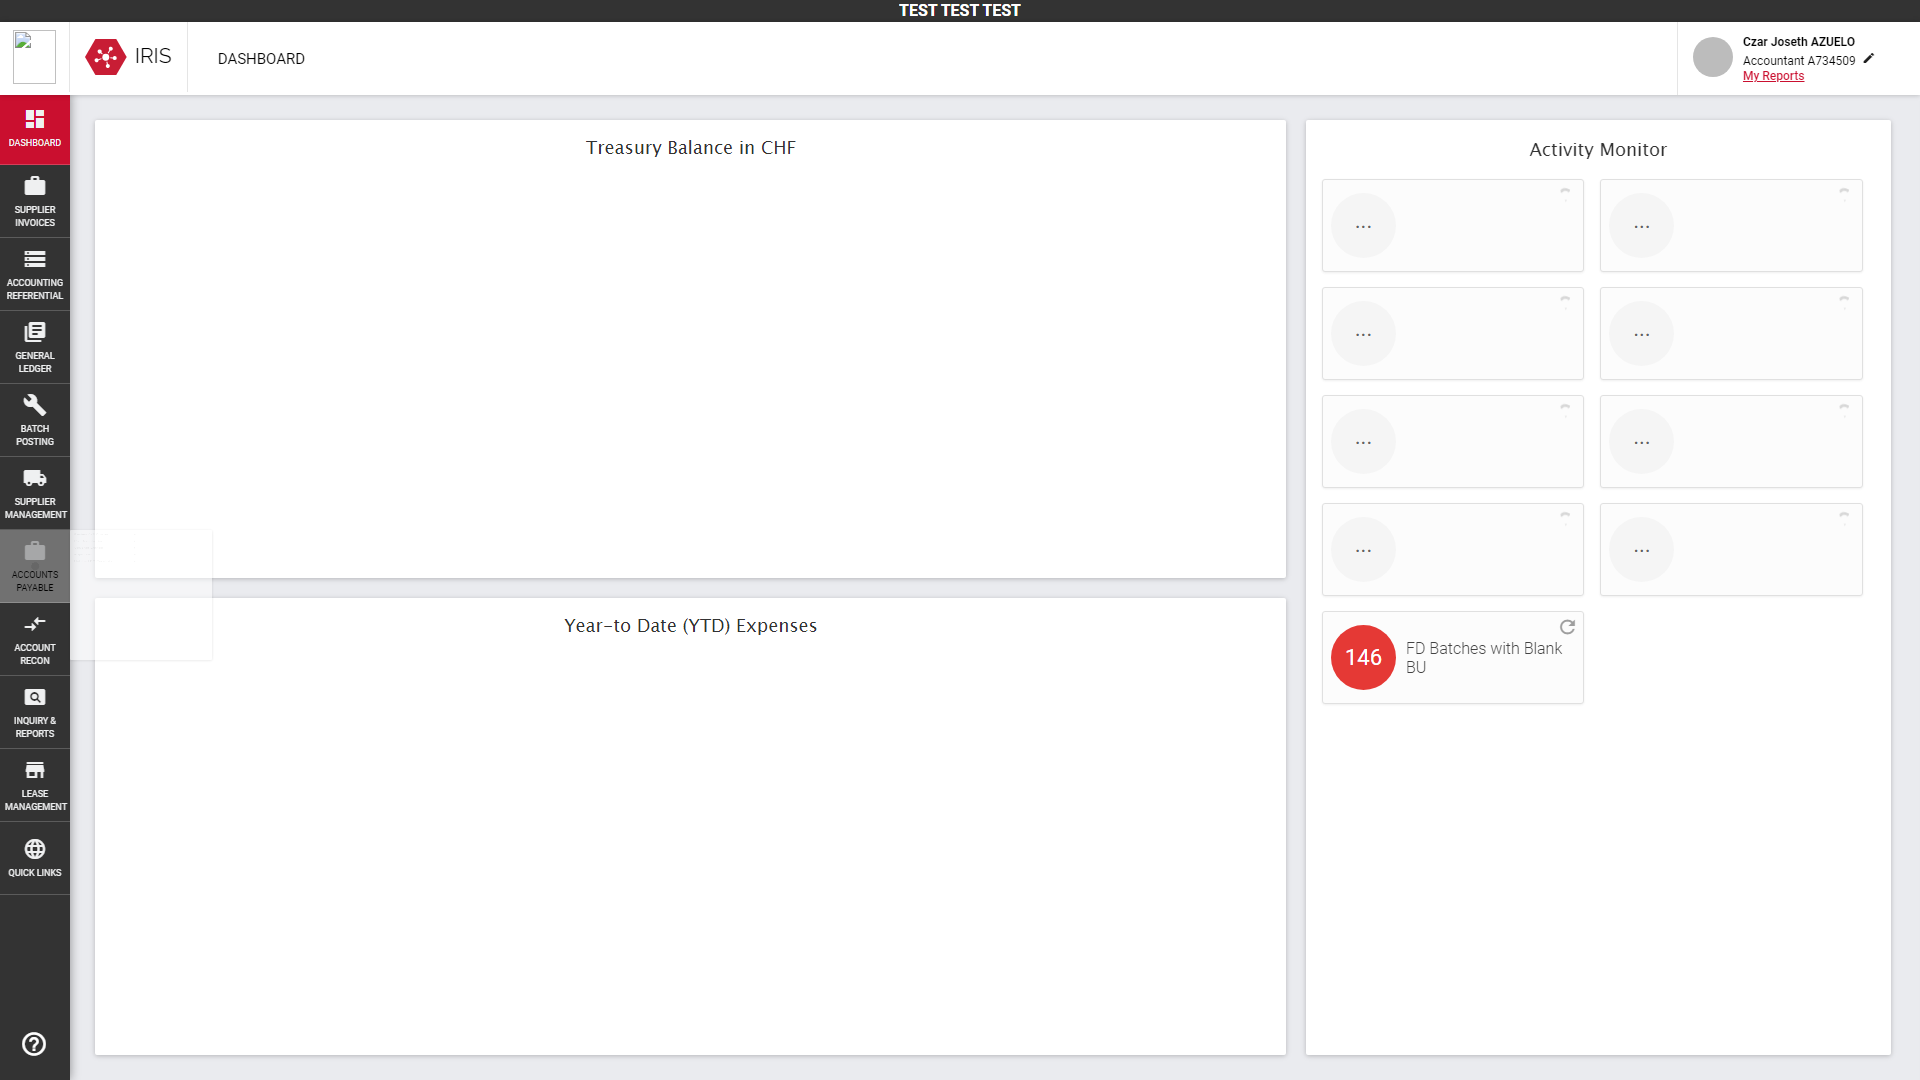 TEST TEST TEST
IRIS
DASHBOARD
Czar Joseth AZUELO
Accountant A734509
My Reports
DASHBOARD
SUPPLIER
INVOICES
ACCOUNTING
REFERENTIAL
GENERAL
LEDGER
BATCH
POSTING
SUPPLIER
MANAGEMENT
ACCOUNTS
PAYABLE
ACCOUNT
RECON
INQUIRY &
REPORTS
LEASE
MANAGEMENT
QUICK LINKS
Treasury Balance in CHF
Year-to Date (YTD) Expenses
Activity Monitor
... ...
... ...
... ...
... ...
146
FD Batches with Blank
BU